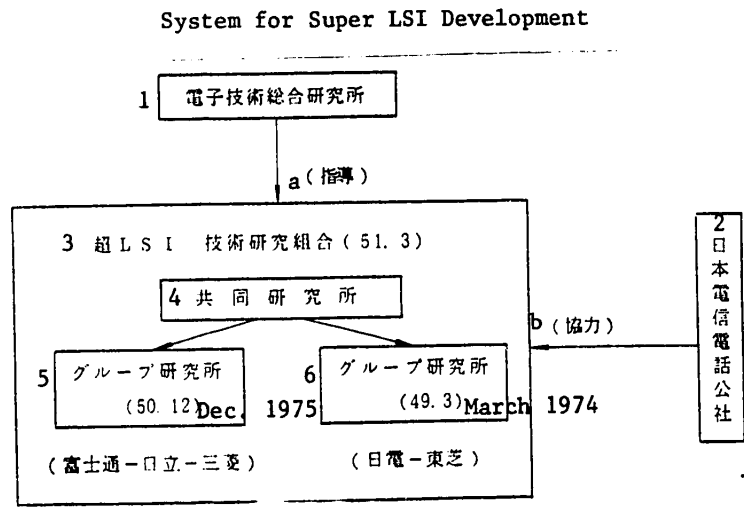 System for Super LSI Development
1 電子技術総合研究所
a (指導)
3 超LSI 技術研究組合(51.3)
4 共同研究所
2 日本電信電話公社
b (協力)
5 グループ研究所
(50.12) Dec. 1975
6 グループ研究所
(49.3) March 1974
(富士通-日立-三菱)
(日電-東芝)